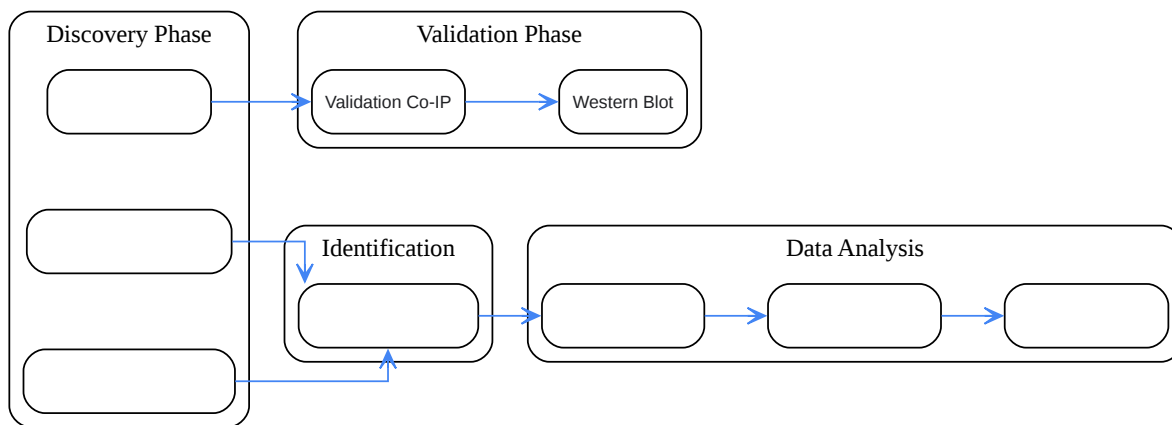 Discovery Phase
Validation Phase
Validation Co-IP
Western Blot
Identification
Data Analysis